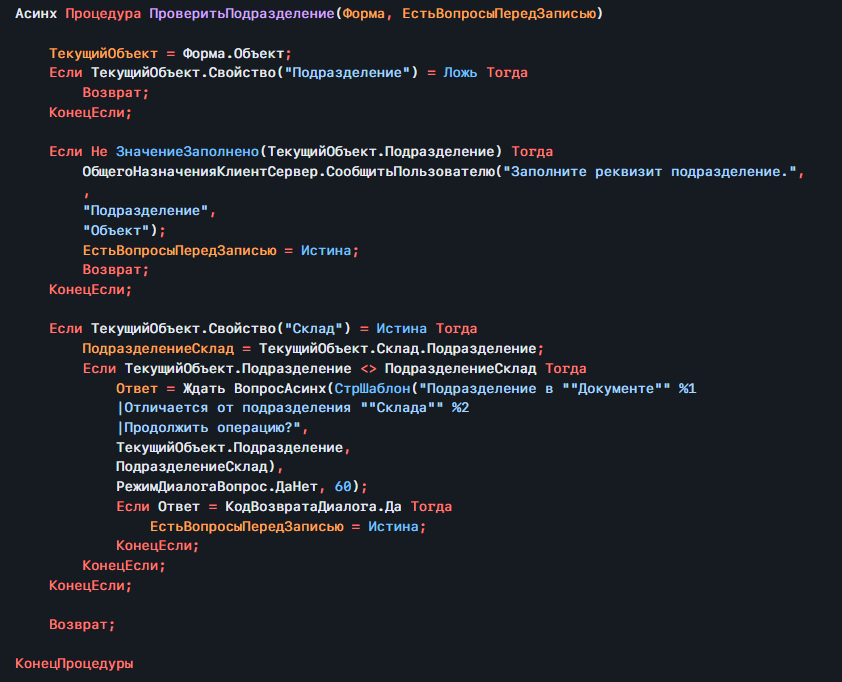 Асинх Процедура ПроверитьПодразделение(Форма, ЕстьВопросыПередЗаписью)
ТекущийОбъект = Форма.Объект;
Если ТекущийОбъект.Свойство("Подразделение") = Ложь Тогда
Возврат;
КонецЕсли;
Если Не ЗначениеЗаполнено(ТекущийОбъект.Подразделение) Тогда
ОбщегоНазначенияКлиентСервер.СообщитьПользователю("Заполните реквизит подразделение.",
,
"Подразделение",
"Объект");
ЕстьВопросыПередЗаписью = Истина;
Возврат;
КонецЕсли;
Если ТекущийОбъект.Свойство("Склад") = Истина Тогда
ПодразделениеСклад = ТекущийОбъект.Склад.Подразделение;
Если ТекущийОбъект.Подразделение <> ПодразделениеСклад Тогда
Ответ = Ждать ВопросАсинх(СтрШаблон("Подразделение в ""Документе"" %1
|Отличается от подразделения ""Склада"" %2
|Продолжить операцию?",
ТекущийОбъект.Подразделение,
ПодразделениеСклад),
РежимДиалогаВопрос.ДаНет, 60);
Если Ответ = КодВозвратаДиалога.Да Тогда
ЕстьВопросыПередЗаписью = Истина;
КонецЕсли;
КонецЕсли;
КонецЕсли;
Возврат;
КонецПроцедуры